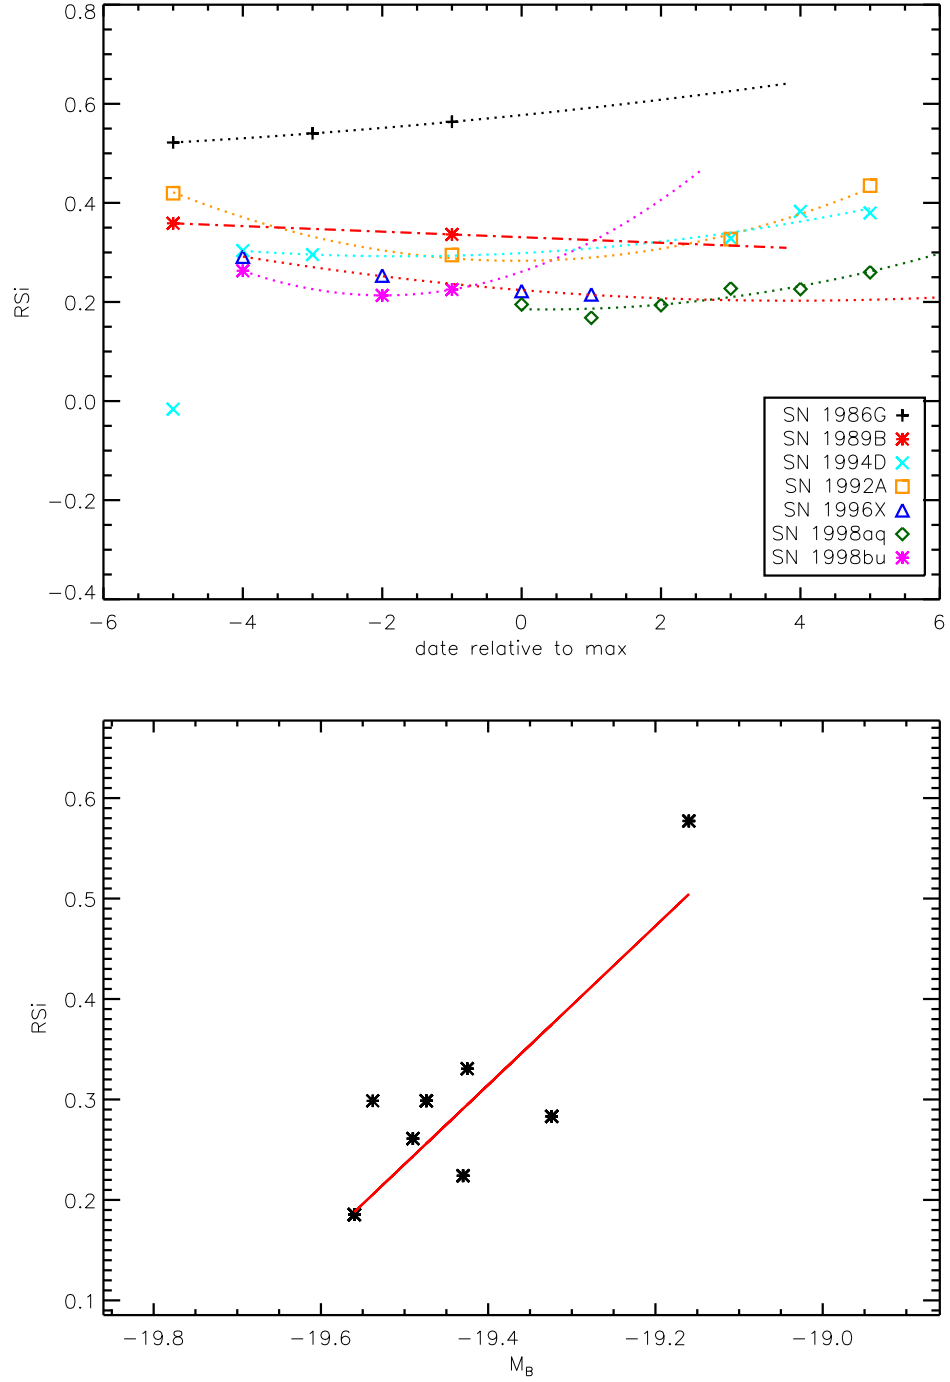 0.8
0.6
0.4
0.2
0.0
−0.2
−0.4
RSi
SN 1986G
SN 1989B
SN 1994D
SN 1992A
SN 1996X
SN 1998aq
SN 1998bu
−6 −4 −2 0 2 4 6
date relative to max
0.6
0.5
0.4
0.3
0.2
0.1
RSi
−19.8 −19.6 −19.4 −19.2 −19.0
M_B